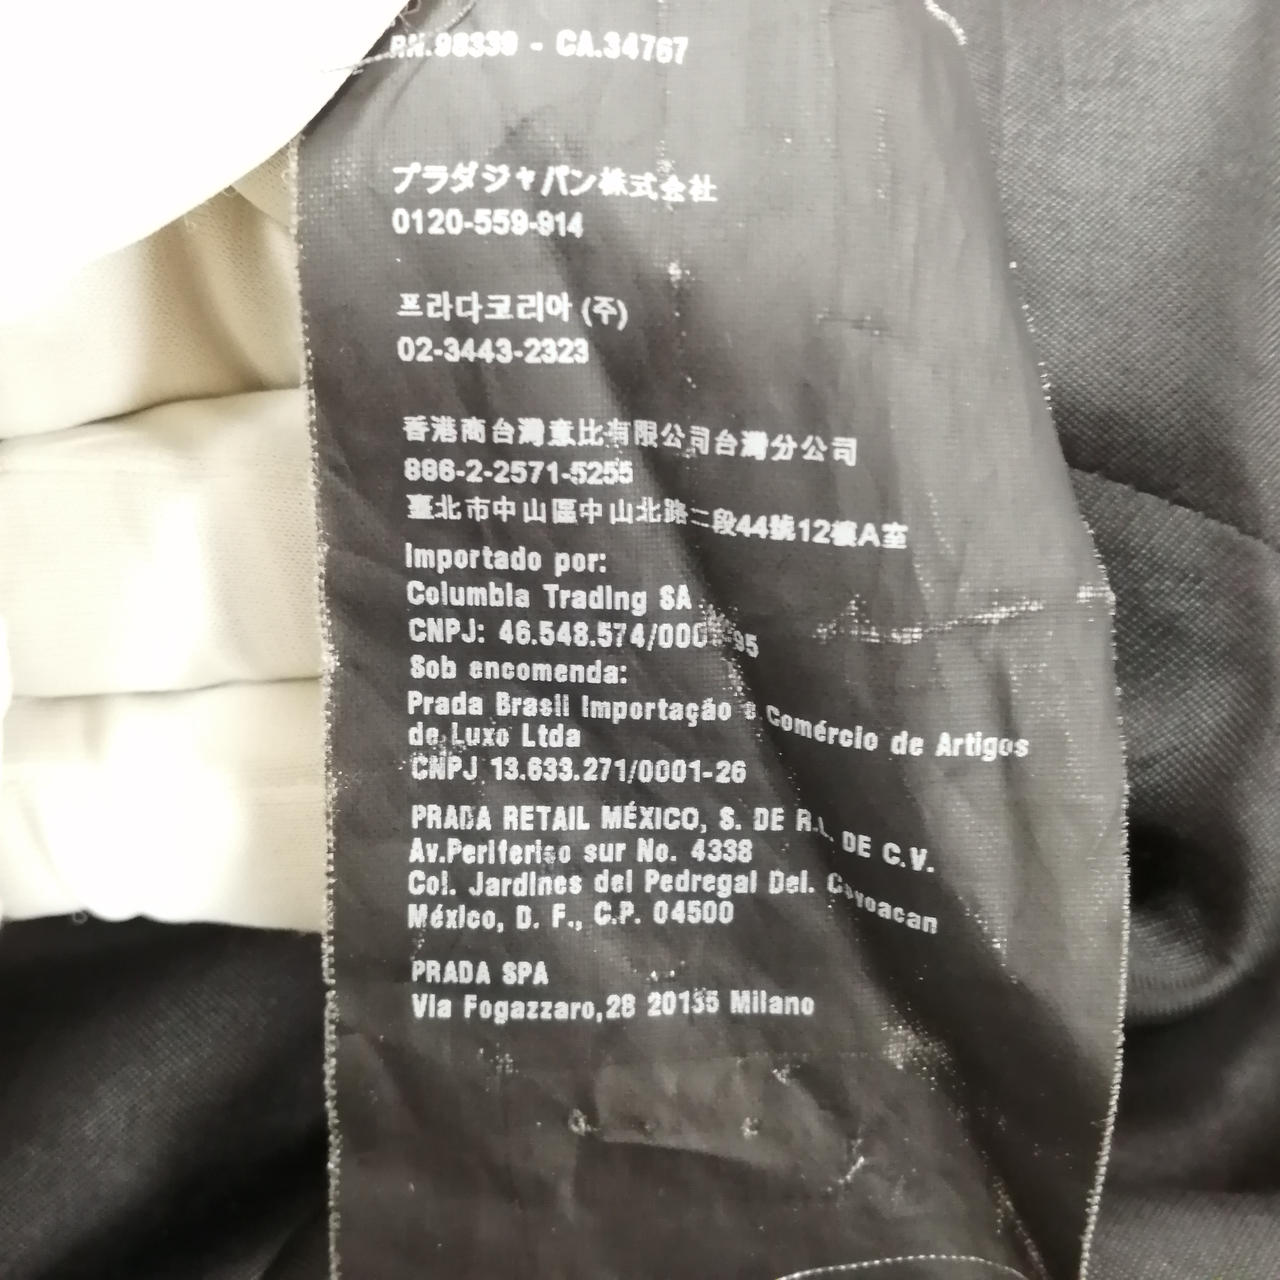 RN.98339 - CA.34767
プラダジャパン株式会社
0120-559-914
프라다코리아 (주)
02-3443-2323
香港商台灣意比有限公司台灣分公司
886-2-2571-5255
臺北市中山區中山北路二段44號12樓A室
Importado por:
Columbia Trading SA
CNPJ:
Sob encomenda:
Prada Brasil Importação e Comércio de Artigos
de Luxo Ltda
CNPJ 13.633.271/0001-26
PRADA RETAIL MÉXICO, S. DE R.L. DE C.V.
Av.Periferico sur No. 4338
Col. Jardines del Pedregal Del. Coyoacan
México, D. F., C.P. 04500
PRADA SPA
Via Fogazzaro,28 20135 Milano